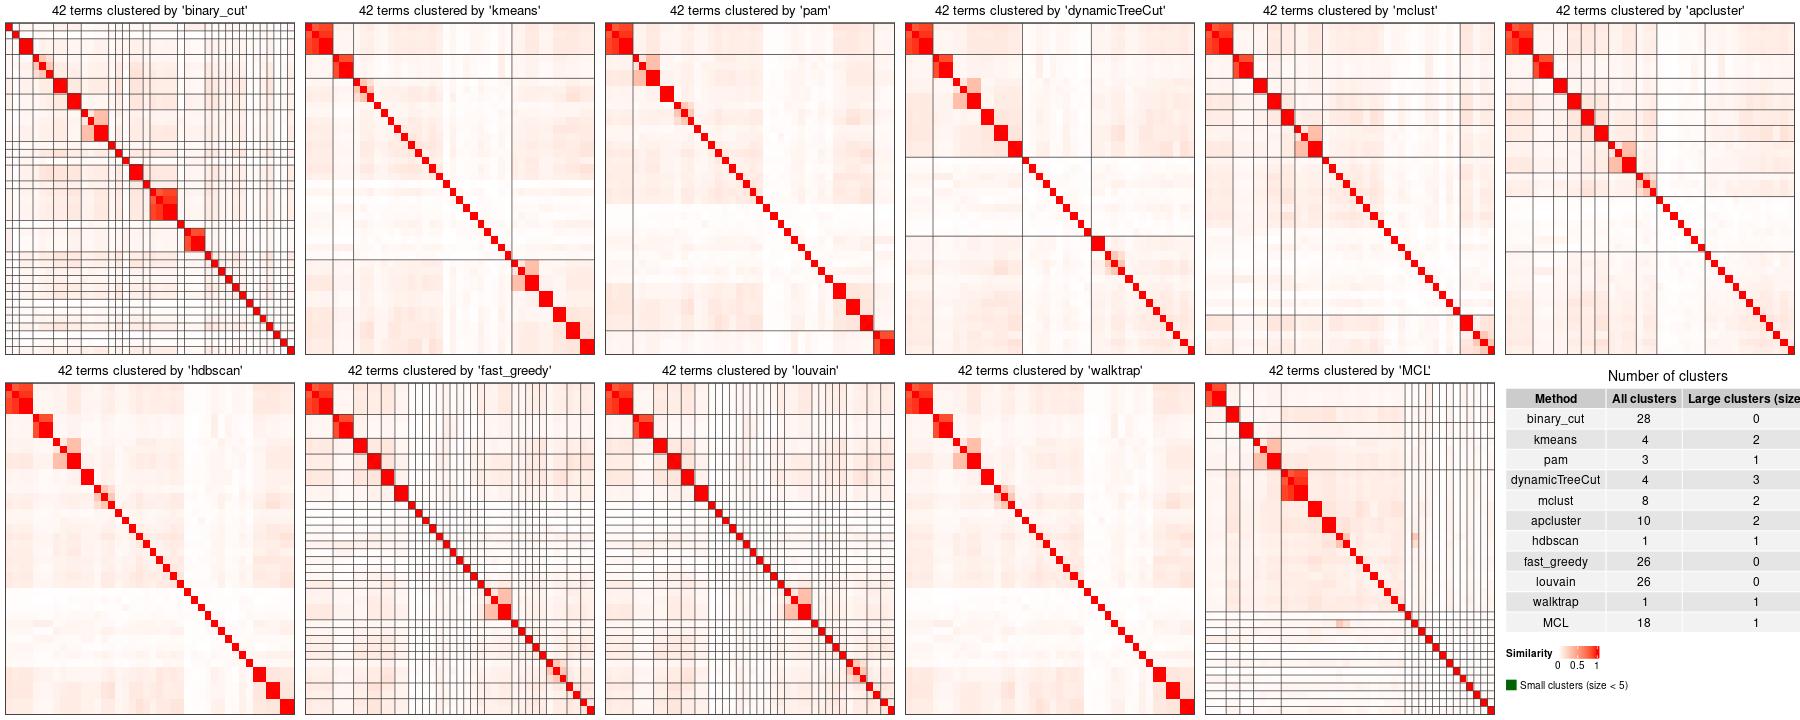 42 terms clustered by 'binary_cut'
42 terms clustered by 'kmeans'
42 terms clustered by 'pam'
42 terms clustered by 'dynamicTreeCut'
42 terms clustered by 'mclust'
42 terms clustered by 'apcluster'
42 terms clustered by 'hdbscan'
42 terms clustered by 'fast_greedy'
42 terms clustered by 'louvain'
42 terms clustered by 'walktrap'
42 terms clustered by 'MCL'
Number of clusters
Method All clusters Large clusters (size
binary_cut 28 0
kmeans 4 2
pam 3 1
dynamicTreeCut 4 3
mclust 8 2
apcluster 10 2
hdbscan 1 1
fast_greedy 26 0
louvain 26 0
walktrap 1 1
MCL 18 1
Similarity
0 0.5 1
Small clusters (size < 5)